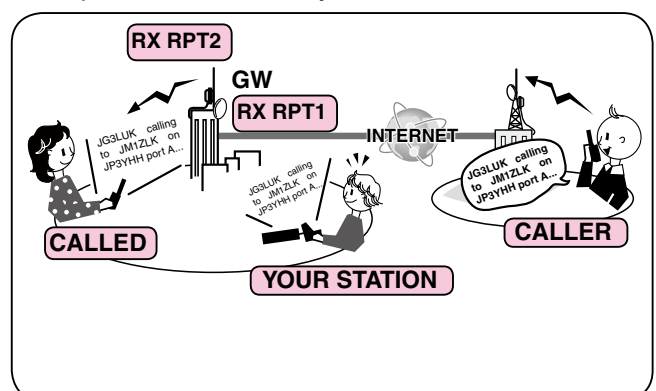 RX RPT2
GW
RX RPT1
INTERNET
JG3LUK calling
to JM1ZLK on
JP3YHH port A...
JG3LUK calling
to JM1ZLK on
JP3YHH port A...
JG3LUK calling
to JM1ZLK on
JP3YHH port A...
CALLED
CALLER
YOUR STATION